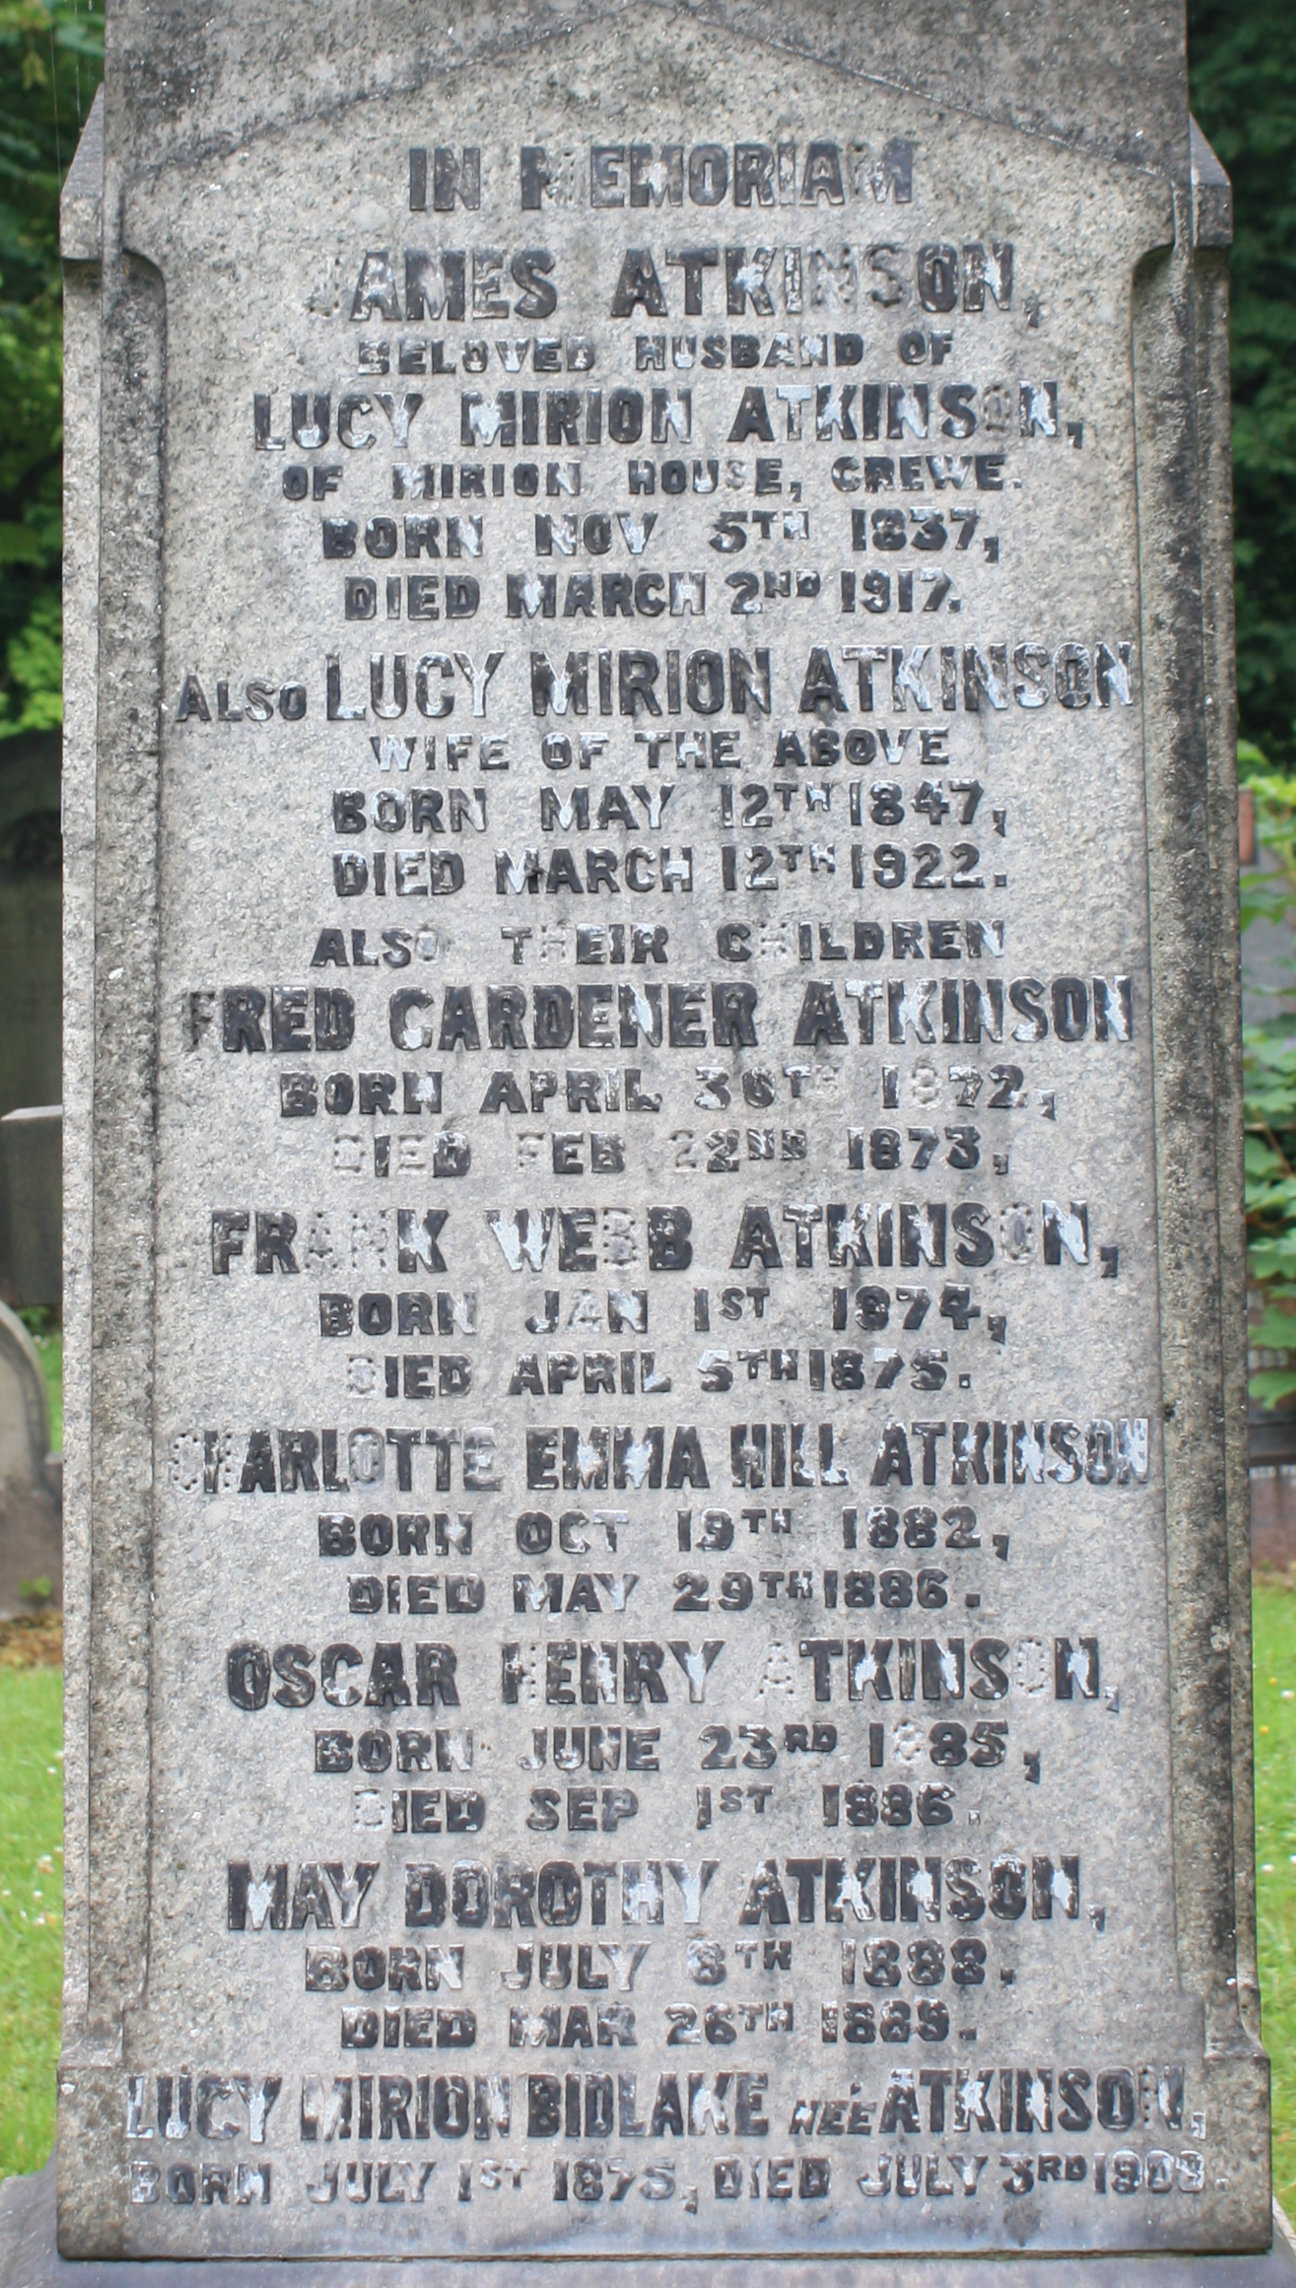 IN MEMORIAM
JAMES ATKINSON,
BELOVED HUSBAND OF
LUCY MIRION ATKINSON,
OF MIRION HOUSE, CREWE.
BORN NOV 5TH 1837,
DIED MARCH 2ND 1917.
ALSO LUCY MIRION ATKINSON
WIFE OF THE ABOVE
BORN MAY 12TH 1847,
DIED MARCH 12TH 1922.
ALSO THEIR CHILDREN
FRED GARDENER ATKINSON
BORN APRIL 30TH 1872,
DIED FEB 22ND 1873,
FRANK WEBB ATKINSON,
BORN JAN 1ST 1874,
DIED APRIL 5TH 1875.
CHARLOTTE EMMA HILL ATKINSON
BORN OCT 19TH 1882,
DIED MAY 29TH 1886.
OSCAR HENRY ATKINSON,
BORN JUNE 23RD 1885,
DIED SEP 1ST 1886.
MAY DOROTHY ATKINSON,
BORN JULY 8TH 1888.
DIED MAR 26TH 1889.
LUCY MIRION BIDLAKE NEÉ ATKINSON,
BORN JULY 1ST 1875, DIED JULY 3RD